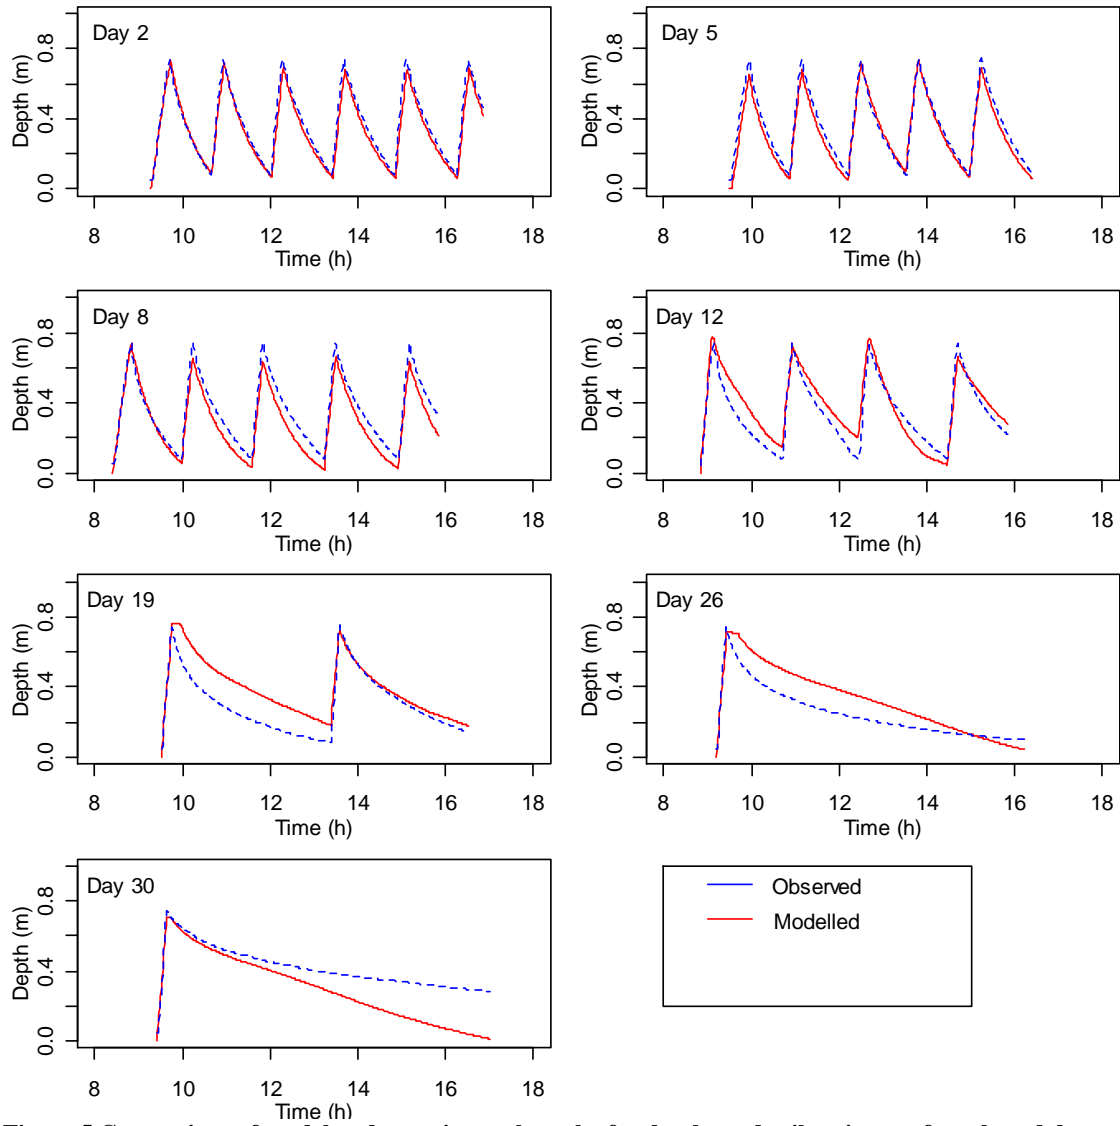 Day 2
Depth (m)
0.0 0.4 0.8
8 10 12 14 16 18
Time (h)
Day 5
Depth (m)
0.0 0.4 0.8
8 10 12 14 16 18
Time (h)
Day 8
Depth (m)
0.0 0.4 0.8
8 10 12 14 16 18
Time (h)
Day 12
Depth (m)
0.0 0.4 0.8
8 10 12 14 16 18
Time (h)
Day 19
Depth (m)
0.0 0.4 0.8
8 10 12 14 16 18
Time (h)
Day 26
Depth (m)
0.0 0.4 0.8
8 10 12 14 16 18
Time (h)
Day 30
Depth (m)
0.0 0.4 0.8
8 10 12 14 16 18
Time (h)
Observed
Modelled